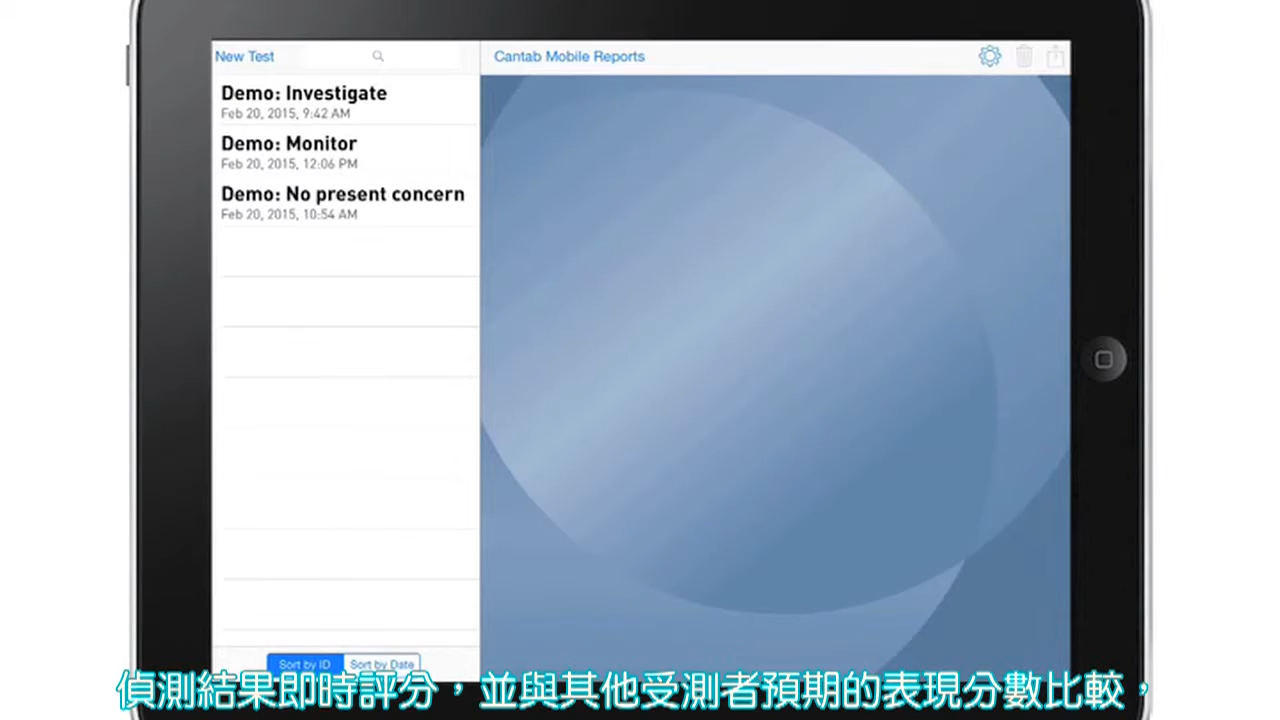 New Test
Cantab Mobile Reports
Demo: Investigate
Feb 20, 2015, 9:42 AM
Demo: Monitor
Feb 20, 2015, 12:06 PM
Demo: No present concern
Feb 20, 2015, 10:54 AM
Sort by ID
Sort by Date
偵測結果即時評分，並與其他受測者預期的表現分數比較，